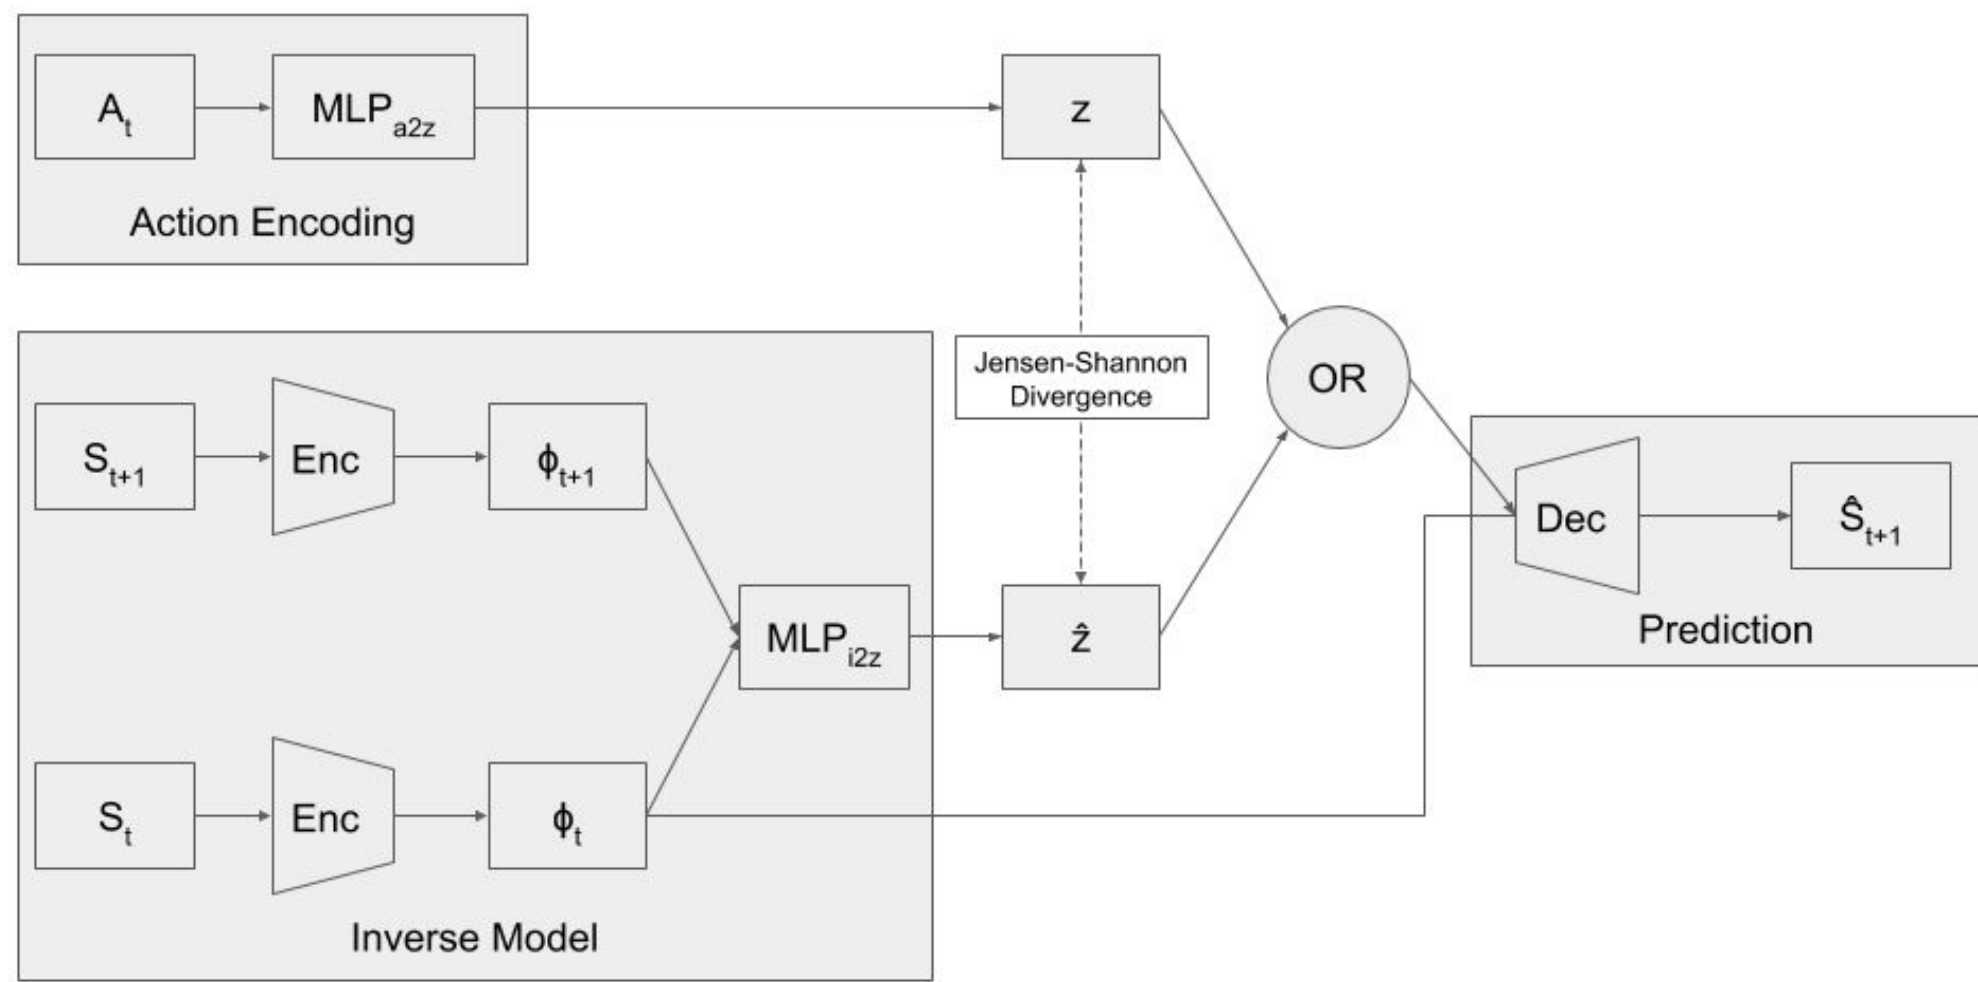 A_t
MLP_a2z
Action Encoding
z
Jensen-Shannon
Divergence
OR
S_t+1
Enc
ϕ_t+1
MLP_i2z
ẑ
S_t
Enc
ϕ_t
Inverse Model
Dec
Ŝ_t+1
Prediction